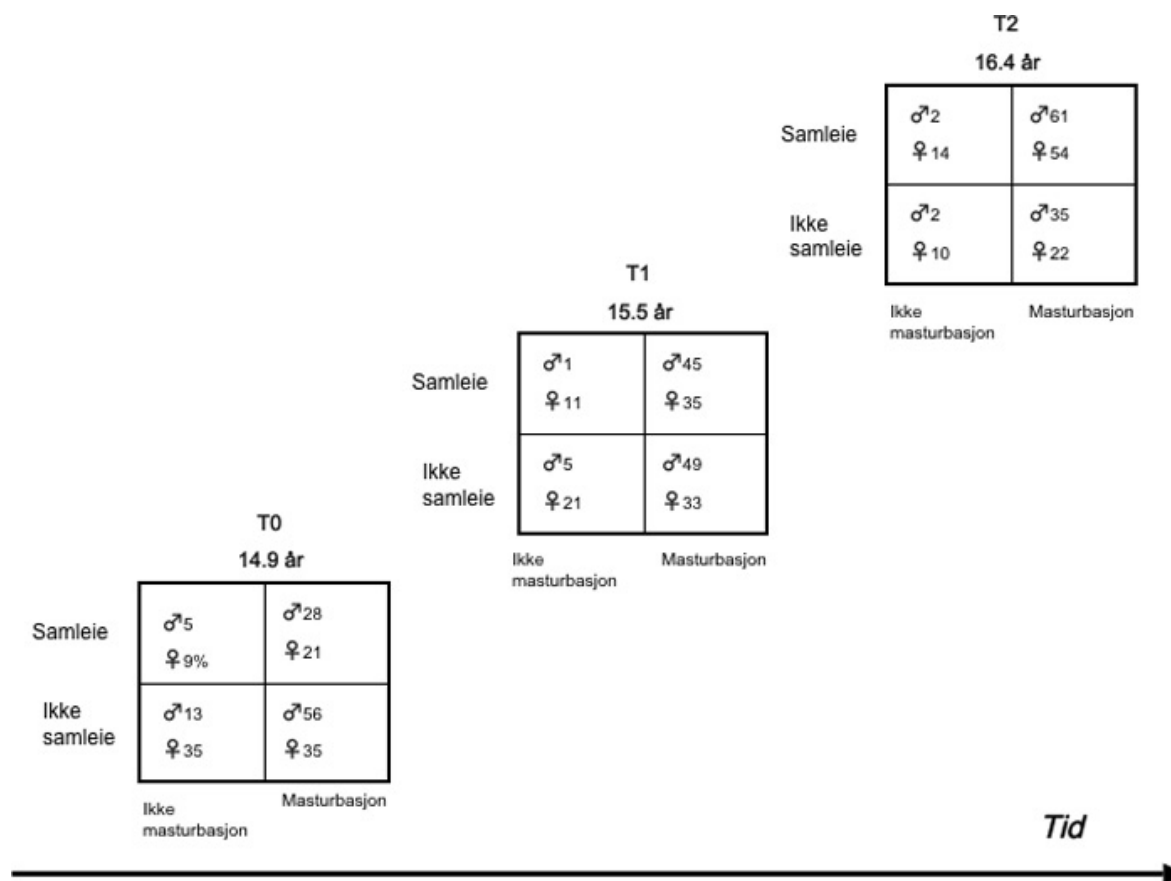 T2
16.4 år
Samleie
♂2 ♂61
♀14 ♀54
Ikke
samleie
♂2 ♂35
♀10 ♀22
Ikke
masturbasjon
Masturbasjon
T1
15.5 år
Samleie
♂1 ♂45
♀11 ♀35
Ikke
samleie
♂5 ♂49
♀21 ♀33
Ikke
masturbasjon
Masturbasjon
T0
14.9 år
Samleie
♂5 ♂28
♀9% ♀21
Ikke
samleie
♂13 ♂56
♀35 ♀35
Ikke
masturbasjon
Masturbasjon
Tid